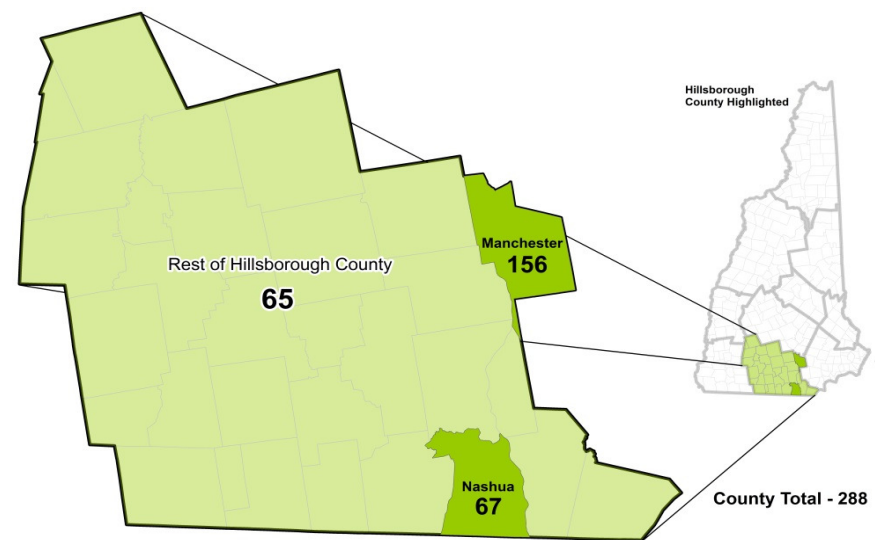 Hillsborough
County Highlighted
Manchester
156
Rest of Hillsborough County
65
Nashua
67
County Total - 288